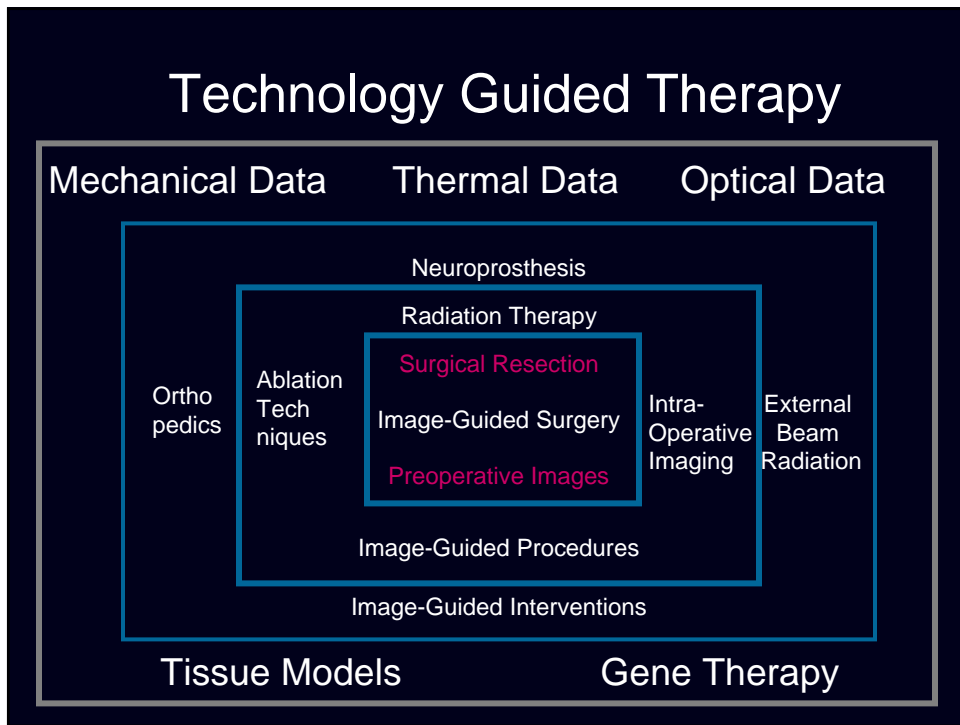 Technology Guided Therapy
Mechanical Data
Thermal Data
Optical Data
Neuroprosthesis
Radiation Therapy
Surgical Resection
Image-Guided Surgery
Preoperative Images
Ortho
pedics
Ablation
Tech
niques
Intra-
Operative
Imaging
External
Beam
Radiation
Image-Guided Procedures
Image-Guided Interventions
Tissue Models
Gene Therapy